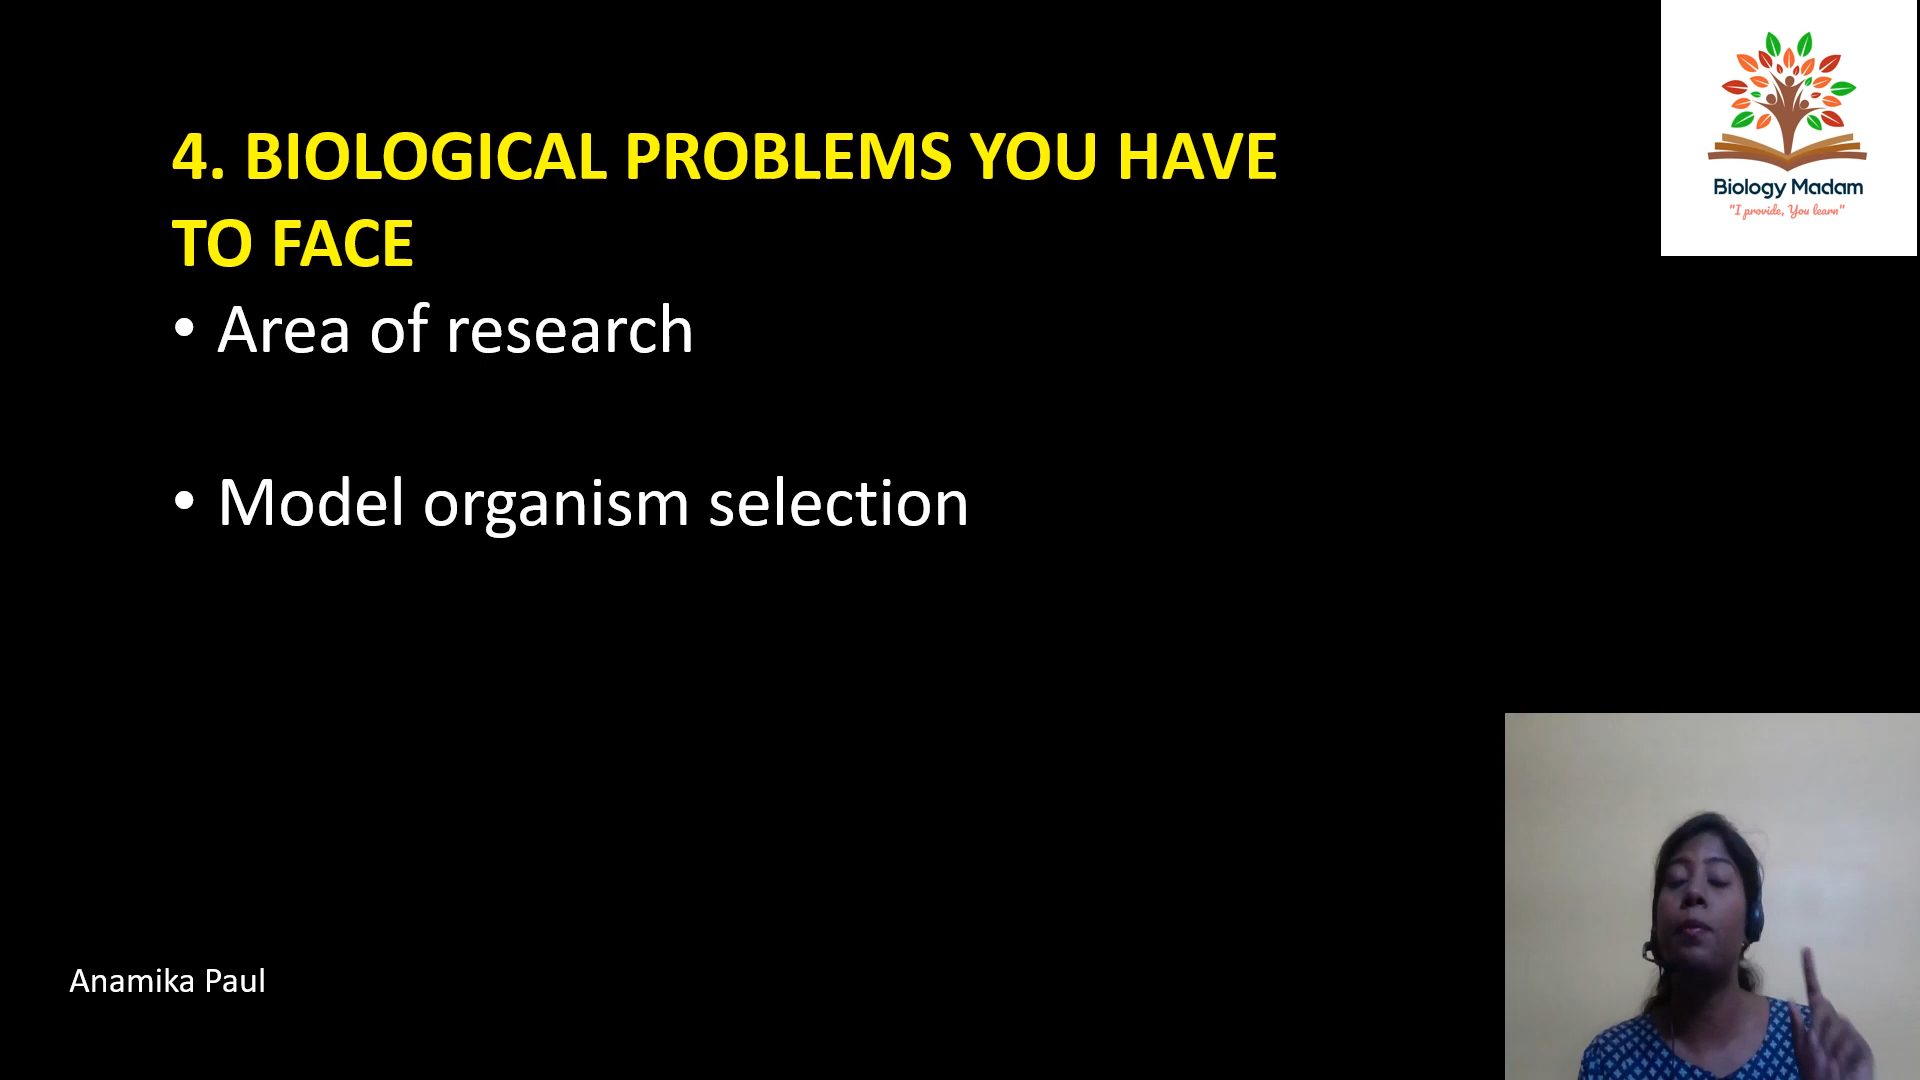 4. BIOLOGICAL PROBLEMS YOU HAVE
TO FACE
• Area of research
• Model organism selection
Biology Madam
"I provide, You learn"
Anamika Paul